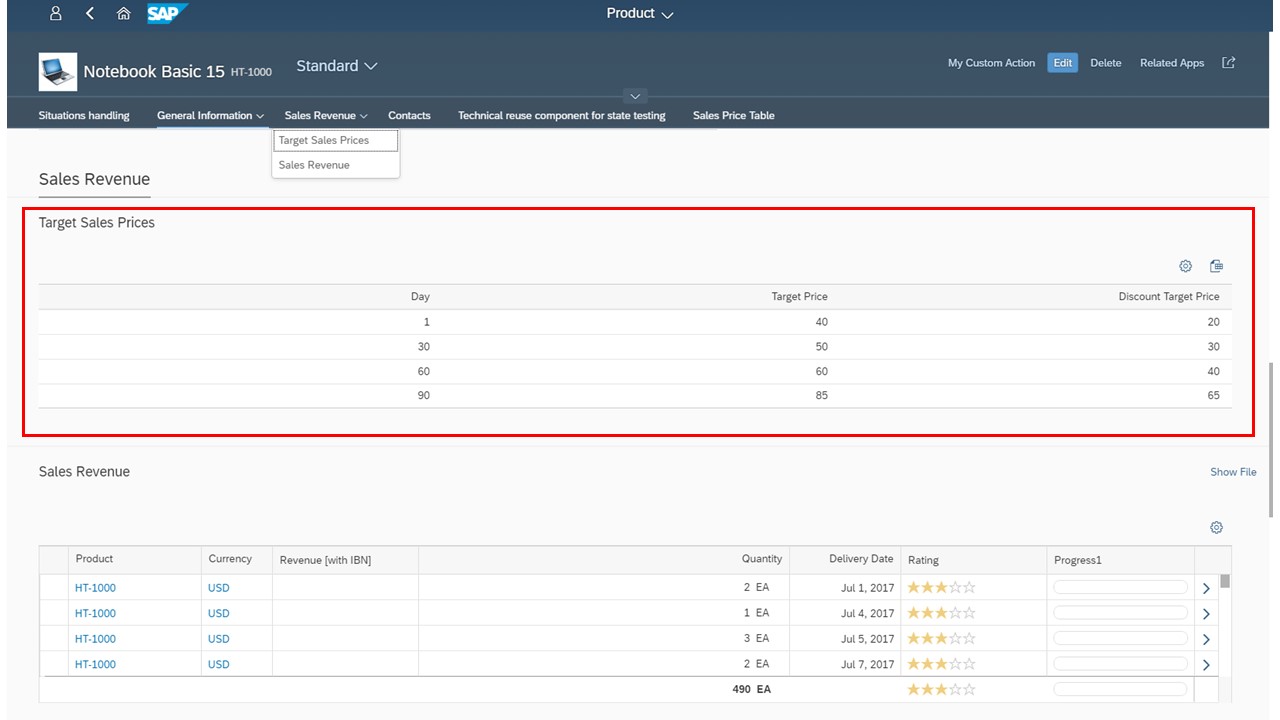 SAP Product
Notebook Basic 15 HT-1000 Standard My Custom Action Edit Delete Related Apps
Situations handling General Information Sales Revenue Contacts Technical reuse component for state testing Sales Price Table
Target Sales Prices
Sales Revenue
Sales Revenue
Target Sales Prices
Day Target Price Discount Target Price
1 40 20
30 50 30
60 60 40
90 85 65
Sales Revenue Show File
Product Currency Revenue [with IBN] Quantity Delivery Date Rating Progress1
HT-1000 USD 2 EA Jul 1, 2017
HT-1000 USD 1 EA Jul 4, 2017
HT-1000 USD 3 EA Jul 5, 2017
HT-1000 USD 2 EA Jul 7, 2017
490 EA